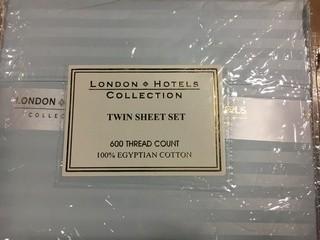 LONDON ⋄ HOTELS
COLLECTION
TWIN SHEET SET
600 THREAD COUNT
100% EGYPTIAN COTTON
LONDON